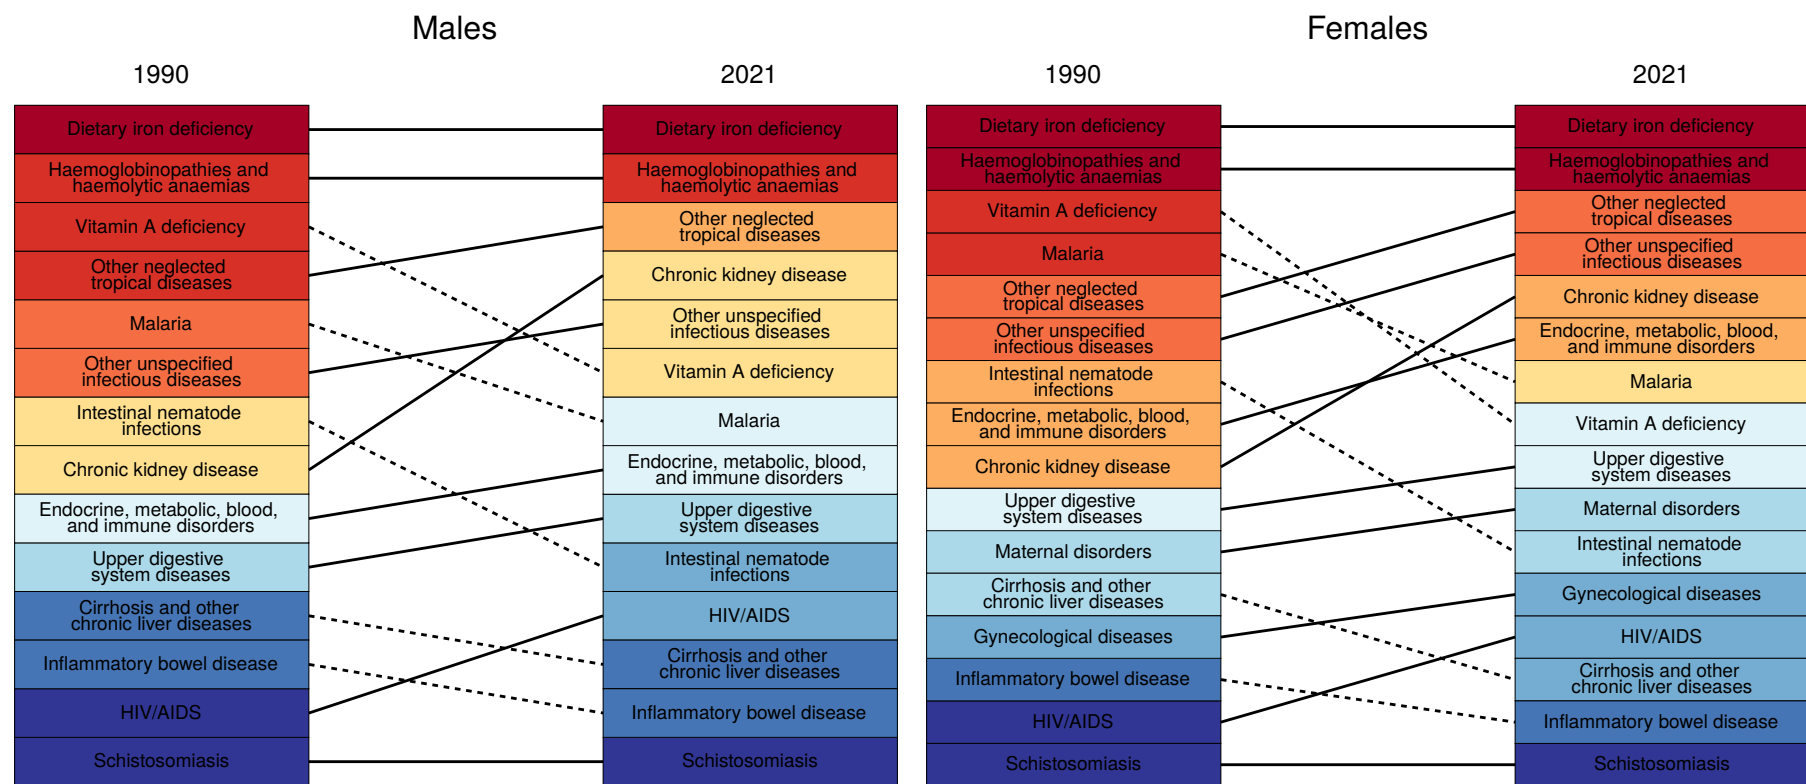 Males
1990
2021
Dietary iron deficiency
Haemoglobinopathies and
haemolytic anaemias
Vitamin A deficiency
Other neglected
tropical diseases
Malaria
Other unspecified
infectious diseases
Intestinal nematode
infections
Chronic kidney disease
Endocrine, metabolic, blood,
and immune disorders
Upper digestive
system diseases
Cirrhosis and other
chronic liver diseases
Inflammatory bowel disease
HIV/AIDS
Schistosomiasis
Dietary iron deficiency
Haemoglobinopathies and
haemolytic anaemias
Other neglected
tropical diseases
Chronic kidney disease
Other unspecified
infectious diseases
Vitamin A deficiency
Malaria
Endocrine, metabolic, blood,
and immune disorders
Upper digestive
system diseases
Intestinal nematode
infections
HIV/AIDS
Cirrhosis and other
chronic liver diseases
Inflammatory bowel disease
Schistosomiasis
Females
1990
2021
Dietary iron deficiency
Haemoglobinopathies and
haemolytic anaemias
Vitamin A deficiency
Malaria
Other neglected
tropical diseases
Other unspecified
infectious diseases
Intestinal nematode
infections
Endocrine, metabolic, blood,
and immune disorders
Chronic kidney disease
Upper digestive
system diseases
Maternal disorders
Cirrhosis and other
chronic liver diseases
Gynecological diseases
Inflammatory bowel disease
HIV/AIDS
Schistosomiasis
Dietary iron deficiency
Haemoglobinopathies and
haemolytic anaemias
Other neglected
tropical diseases
Other unspecified
infectious diseases
Chronic kidney disease
Endocrine, metabolic, blood,
and immune disorders
Malaria
Vitamin A deficiency
Upper digestive
system diseases
Maternal disorders
Intestinal nematode
infections
Gynecological diseases
HIV/AIDS
Cirrhosis and other
chronic liver diseases
Inflammatory bowel disease
Schistosomiasis